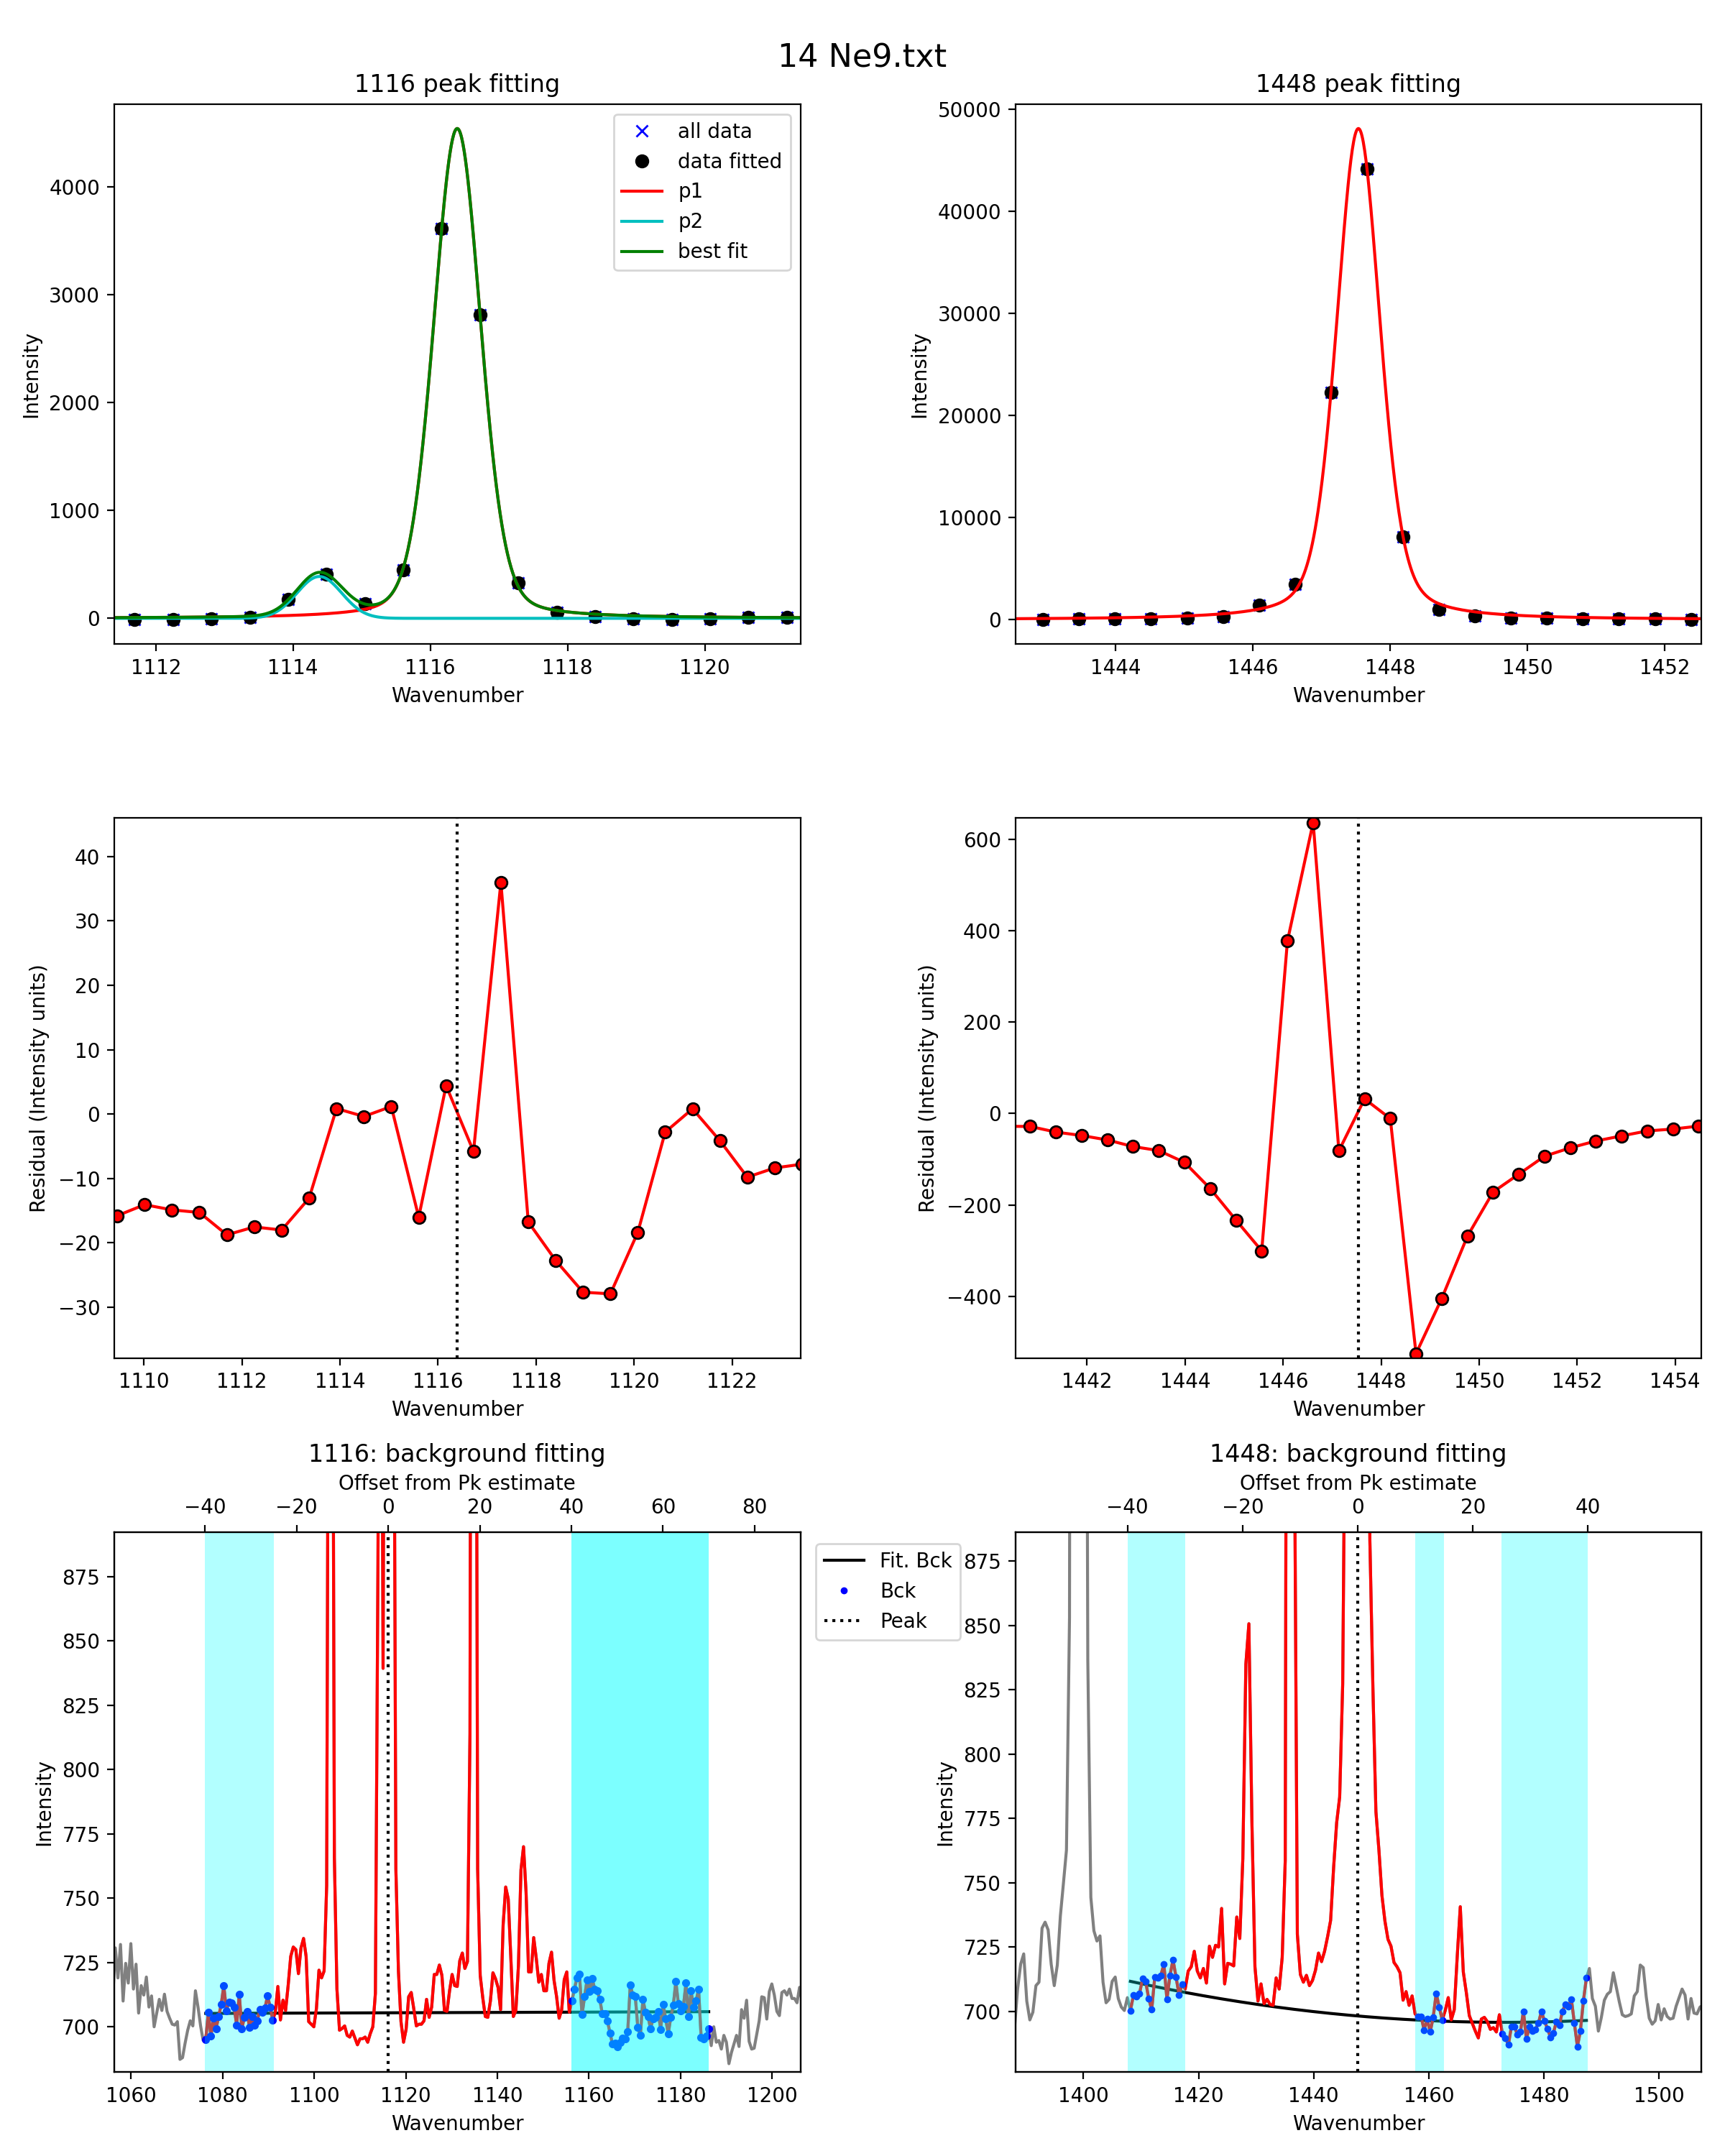 14 Ne9.txt
1116 peak fitting
1448 peak fitting
all data
data fitted
p1
p2
best fit
4000
3000
2000
1000
0
Intensity
1112 1114 1116 1118 1120
Wavenumber
50000
40000
30000
20000
10000
0
Intensity
1444 1446 1448 1450 1452
Wavenumber
40
30
20
10
0
−10
−20
−30
Residual (Intensity units)
1110 1112 1114 1116 1118 1120 1122
Wavenumber
600
400
200
0
−200
−400
Residual (Intensity units)
1442 1444 1446 1448 1450 1452 1454
Wavenumber
1116: background fitting
Offset from Pk estimate
−40 −20 0 20 40 60 80
875
850
825
800
775
750
725
700
Intensity
1060 1080 1100 1120 1140 1160 1180 1200
Wavenumber
Fit. Bck
Bck
Peak
1448: background fitting
Offset from Pk estimate
−40 −20 0 20 40
875
850
825
800
775
750
725
700
Intensity
1400 1420 1440 1460 1480 1500
Wavenumber